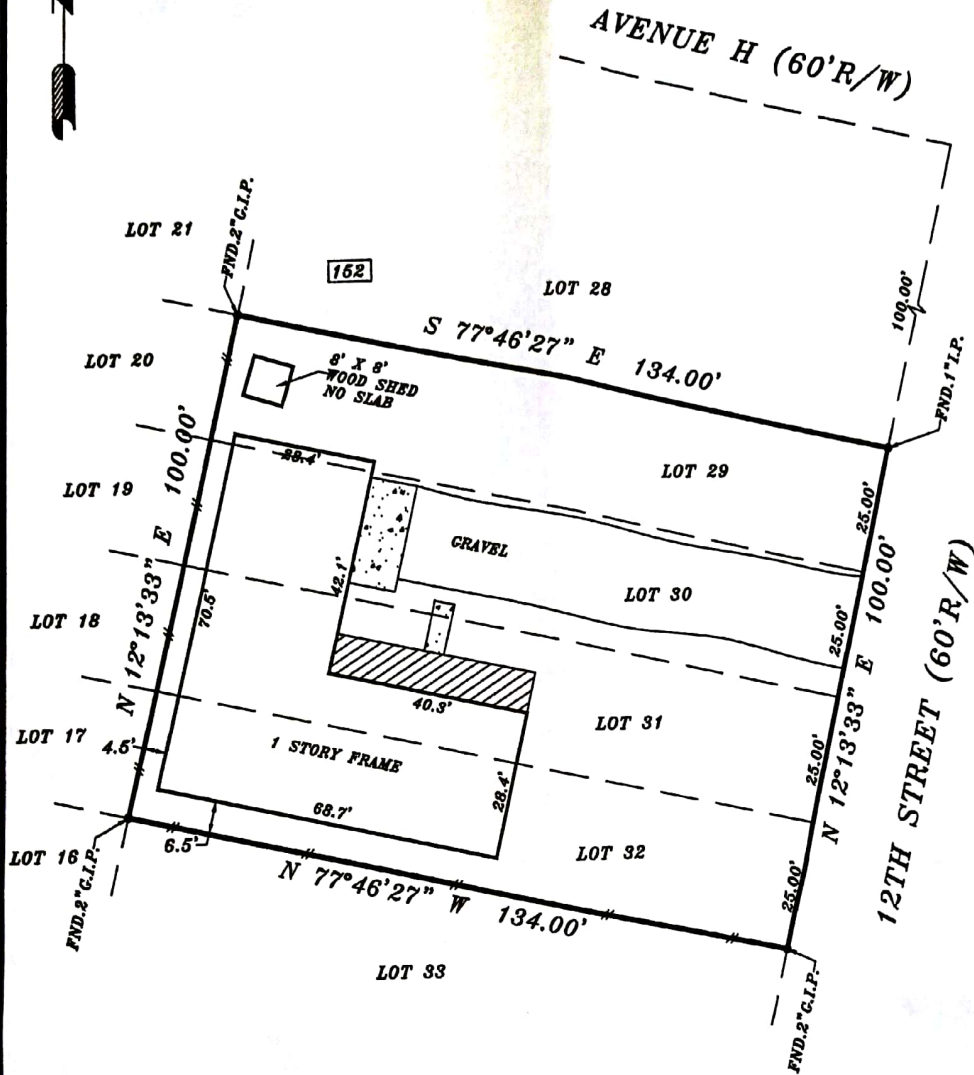 AVENUE H (60'R/W)
LOT 21
FND.2"G.I.P.
152
LOT 28
100.00'
S 77°46'27" E 134.00'
FND.1"I.P.
LOT 20
8' X 8'
WOOD SHED
NO SLAB
28.4'
LOT 29
25.00'
LOT 19
N 12°13'33" E 100.00'
GRAVEL
42.1'
70.5'
LOT 30
25.00'
LOT 18
N 12°13'33" E 100.00'
12TH STREET (60'R/W)
40.3'
LOT 31
25.00'
LOT 17
4.5'
1 STORY FRAME
28.4'
68.7'
LOT 32
25.00'
LOT 16
6.5'
FND.2"G.I.P.
N 77°46'27" W 134.00'
LOT 33
FND.2"G.I.P.